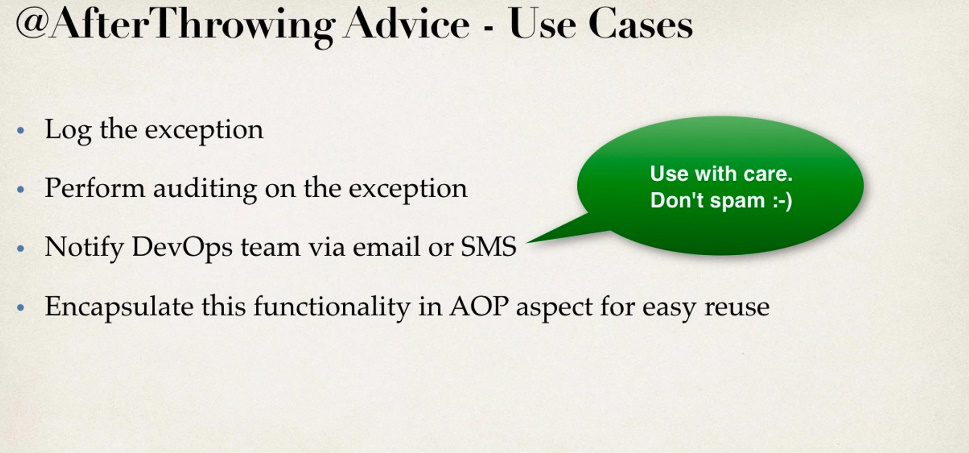 @AfterThrowing Advice - Use Cases
• Log the exception
• Perform auditing on the exception
Use with care.
Don't spam :-)
• Notify DevOps team via email or SMS
• Encapsulate this functionality in AOP aspect for easy reuse